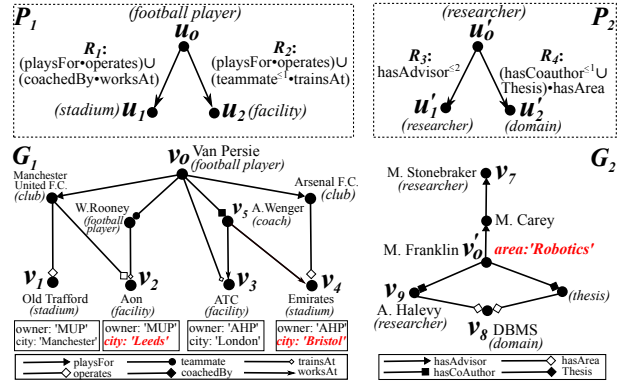 P1
(football player)
uo
R1:
(playsFor•operates)∪
(coachedBy•worksAt)
R2:
(playsFor•operates)∪
(teammate≤1•trainsAt)
(stadium) u1
u2 (facility)
P2
(researcher)
u'o
R3:
hasAdvisor≤2
R4:
(hasCoauthor≤1∪
Thesis)•hasArea
u'1
(researcher)
u'2
(domain)
G1
vo Van Persie
(football player)
Manchester
United F.C.
(club)
W.Rooney
(football
player)
v5 A.Wenger
(coach)
Arsenal F.C.
(club)
v1
Old Trafford
(stadium)
v2
Aon
(facility)
v3
ATC
(facility)
v4
Emirates
(stadium)
owner: 'MUP'
city: 'Manchester'
owner: 'MUP'
city: 'Leeds'
owner: 'AHP'
city: 'London'
owner: 'AHP'
city: 'Bristol'
playsFor
teammate
trainsAt
operates
coachedBy
worksAt
G2
M. Stonebraker
(researcher)
v7
M. Carey
M. Franklin v'o area:'Robotics'
v9
A. Halevy
(researcher)
(thesis)
v8 DBMS
(domain)
hasAdvisor
hasArea
hasCoAuthor
Thesis